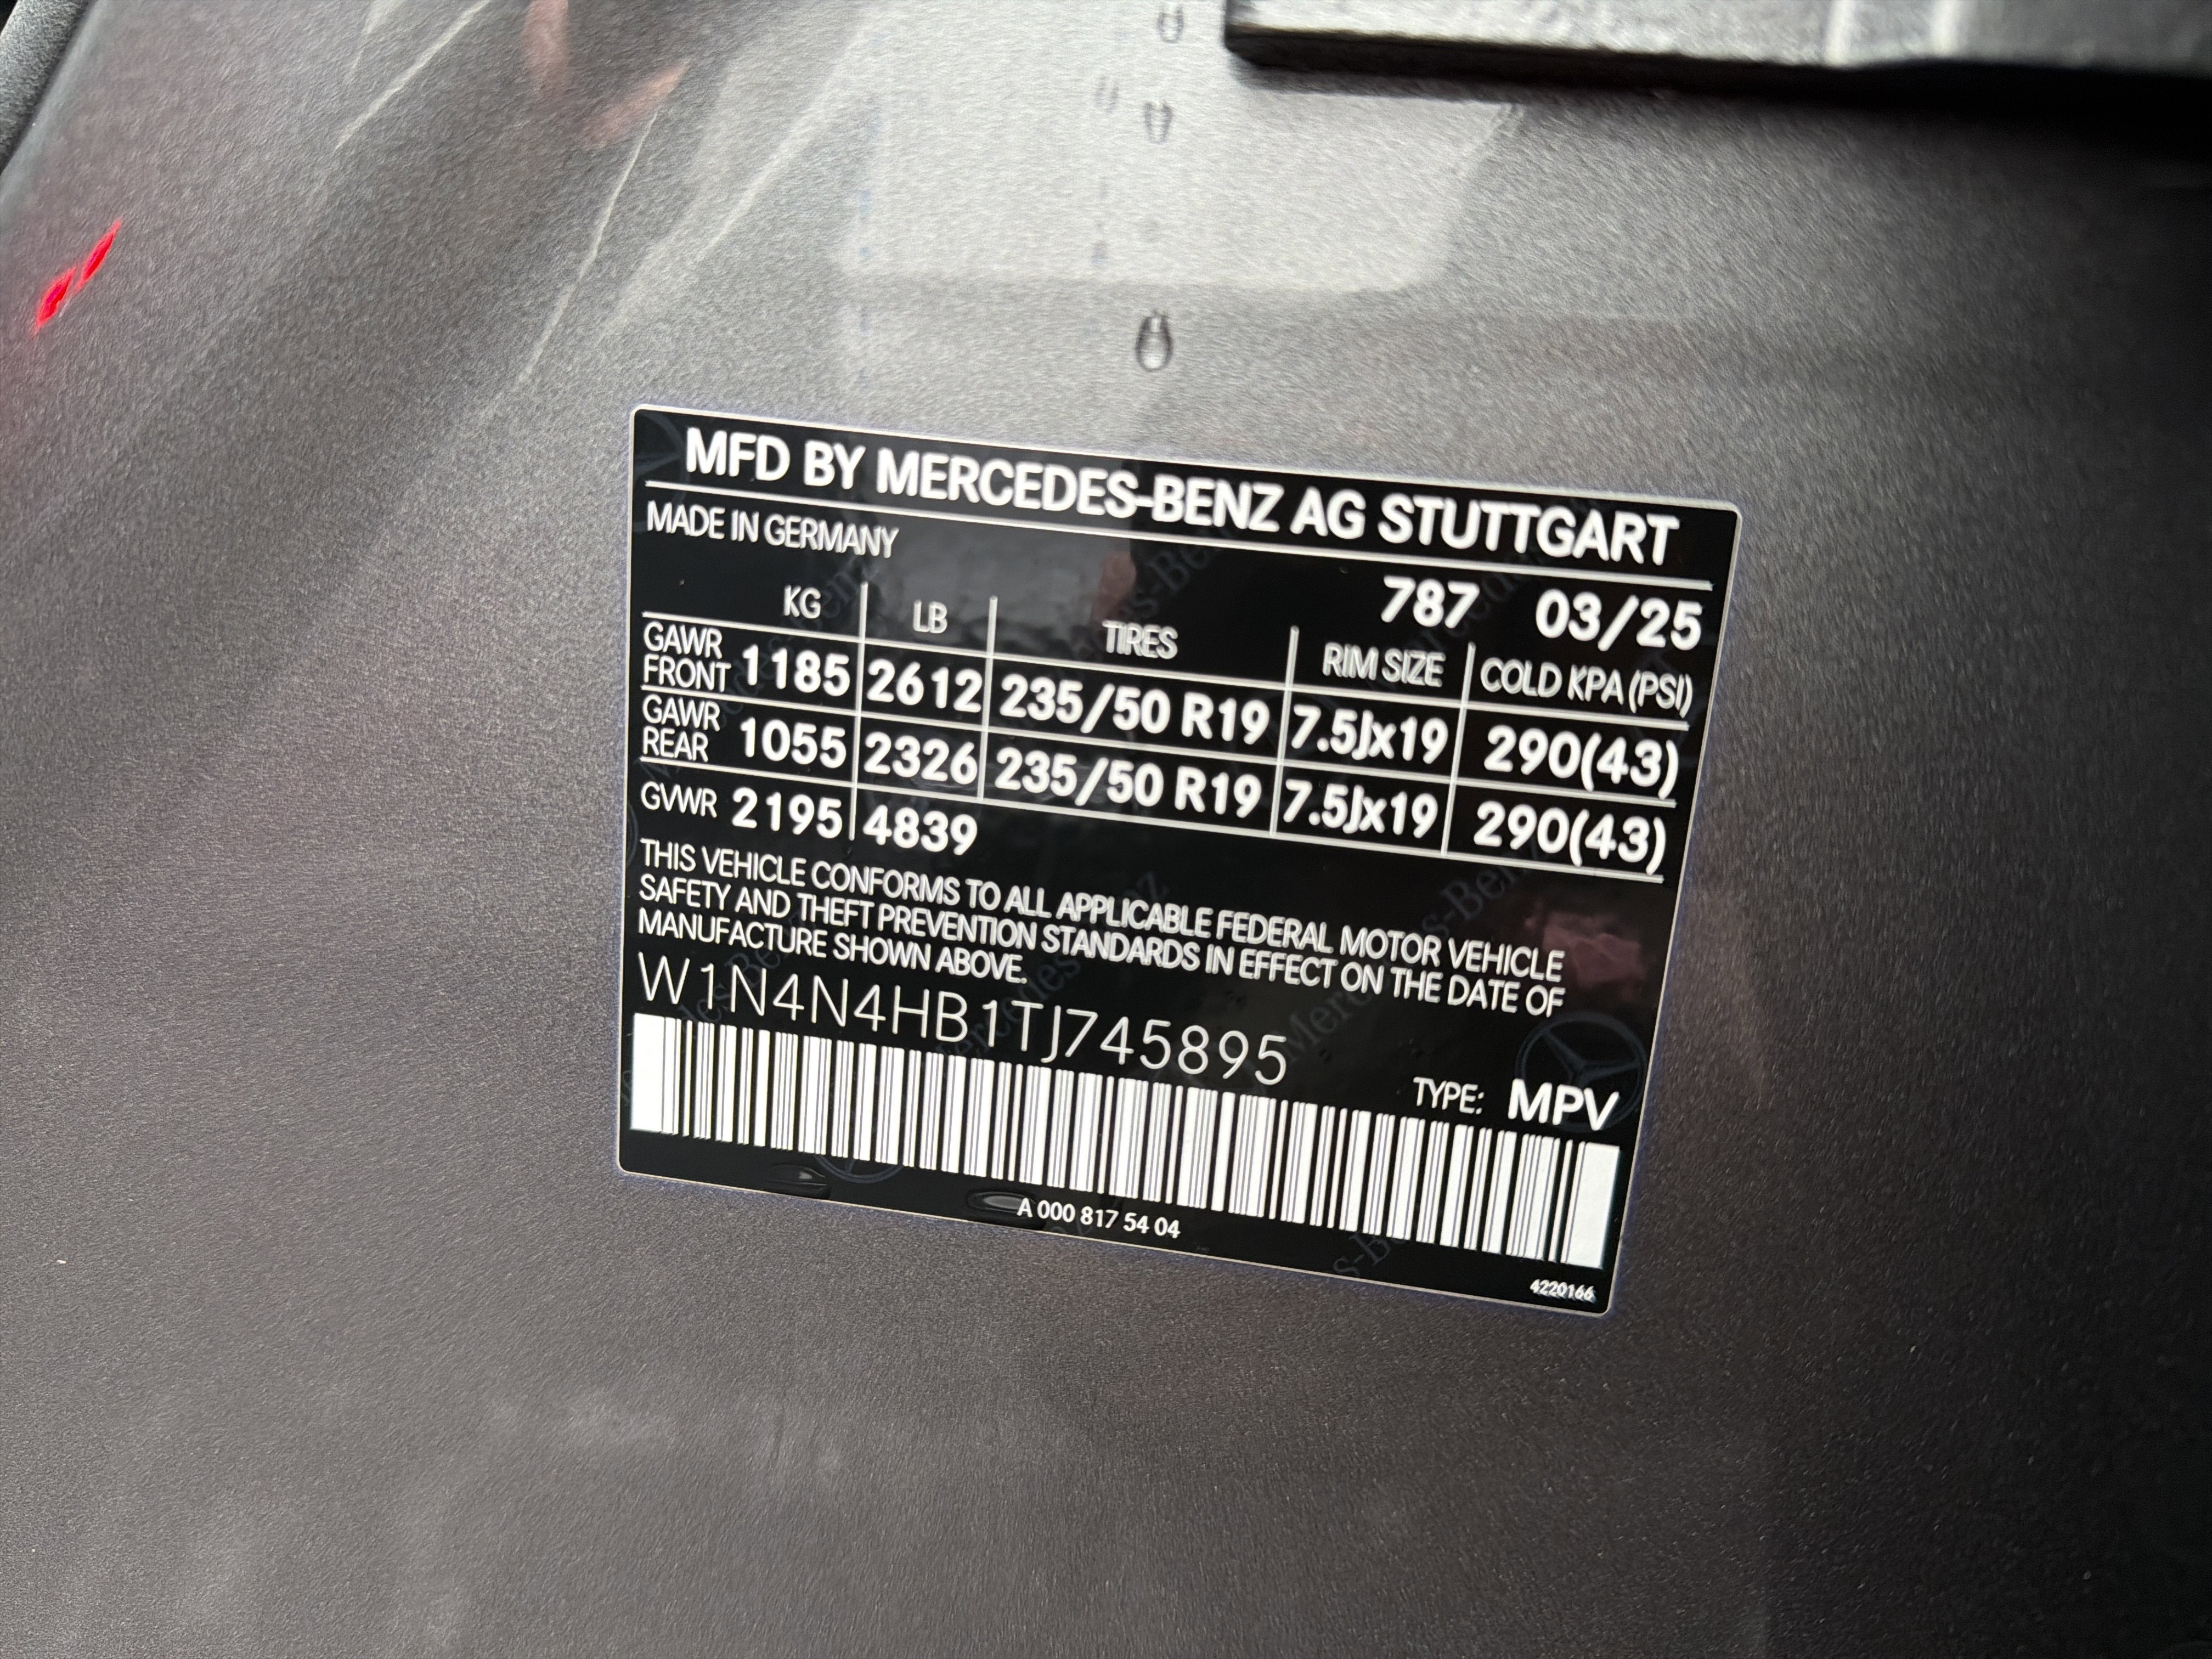 MFD BY MERCEDES-BENZ AG STUTTGART
MADE IN GERMANY
787 03/25
KG LB TIRES RIM SIZE COLD KPA (PSI)
GAWR FRONT 1185 2612 235/50 R19 7.5Jx19 290(43)
GAWR REAR 1055 2326 235/50 R19 7.5Jx19 290(43)
GVWR 2195 4839
THIS VEHICLE CONFORMS TO ALL APPLICABLE FEDERAL MOTOR VEHICLE
SAFETY AND THEFT PREVENTION STANDARDS IN EFFECT ON THE DATE OF
MANUFACTURE SHOWN ABOVE.
W1N4N4HB1TJ745895
TYPE: MPV
A 000 817 54 04
4220166